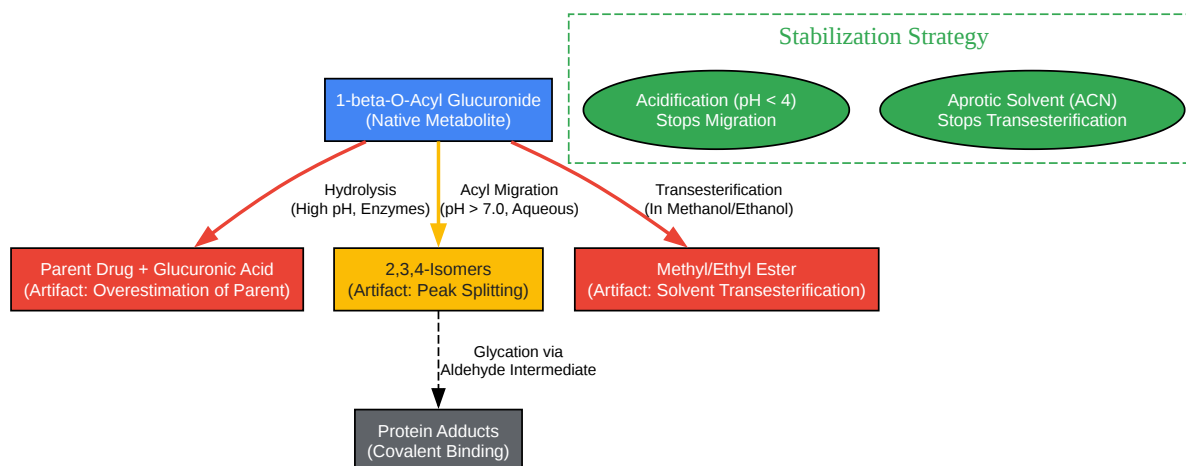 Stabilization Strategy
1-beta-O-Acyl Glucuronide
(Native Metabolite)
Acidification (pH < 4)
Stops Migration
Aprotic Solvent (ACN)
Stops Transesterification
Hydrolysis
(High pH, Enzymes)
Acyl Migration
(pH > 7.0, Aqueous)
Transesterification
(In Methanol/Ethanol)
Parent Drug + Glucuronic Acid
(Artifact: Overestimation of Parent)
2,3,4-Isomers
(Artifact: Peak Splitting)
Methyl/Ethyl Ester
(Artifact: Solvent Transesterification)
Glycation via
Aldehyde Intermediate
Protein Adducts
(Covalent Binding)